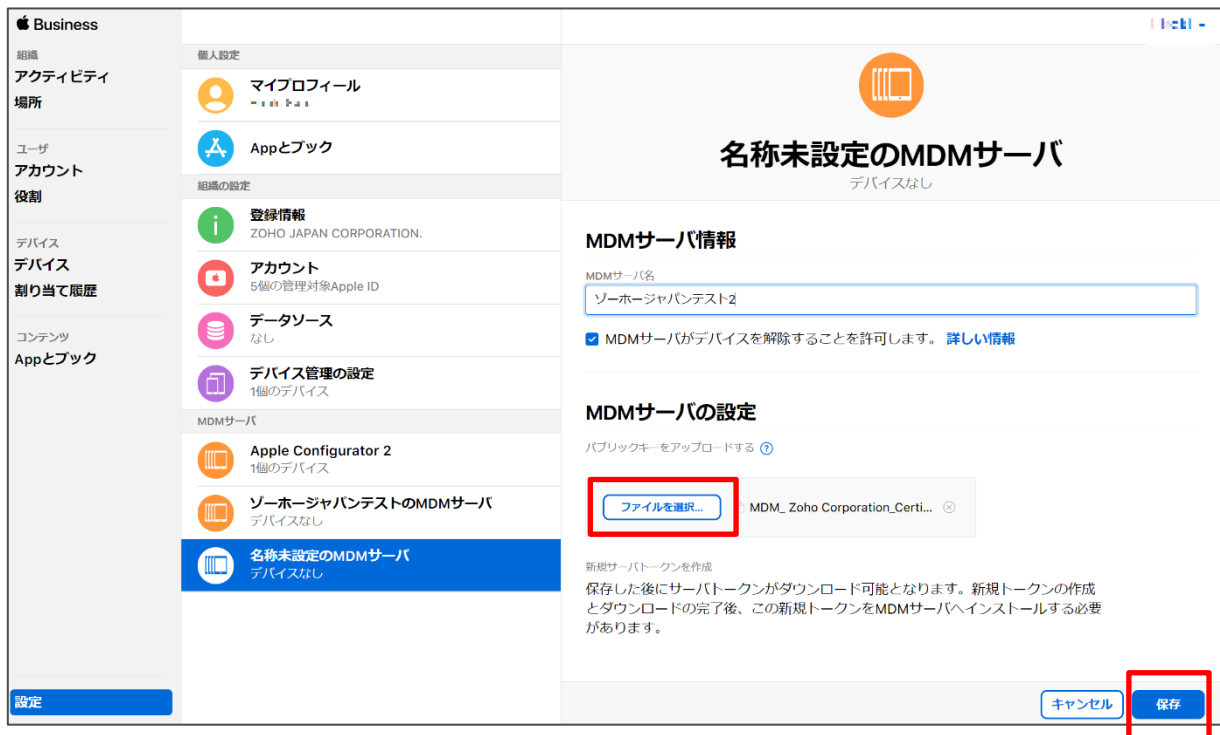 Business
組織
アクティビティ
場所
ユーザ
アカウント
役割
デバイス
デバイス
割り当て履歴
コンテンツ
Appとブック
設定
個人設定
マイプロフィール
Appとブック
組織の設定
登録情報
ZOHO JAPAN CORPORATION.
アカウント
5個の管理対象Apple ID
データソース
なし
デバイス管理の設定
1個のデバイス
MDMサーバ
Apple Configurator 2
1個のデバイス
ゾーホージャパンテストのMDMサーバ
デバイスなし
名称未設定のMDMサーバ
デバイスなし
名称未設定のMDMサーバ
デバイスなし
MDMサーバ情報
MDMサーバ名
ゾーホージャパンテスト2
MDMサーバがデバイスを解除することを許可します。 詳しい情報
MDMサーバの設定
パブリックキーをアップロードする ?
ファイルを選択... MDM_ Zoho Corporation_Certi...
新規サーバトークンを作成
保存した後にサーバトークンがダウンロード可能となります。新規トークンの作成
とダウンロードの完了後、この新規トークンをMDMサーバへインストールする必要
があります。
キャンセル 保存